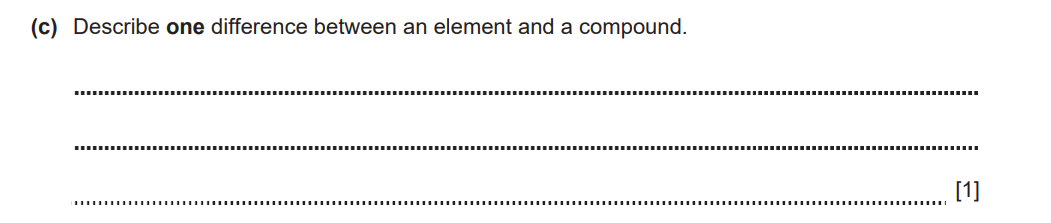 (c) Describe one difference between an element and a compound.
[1]